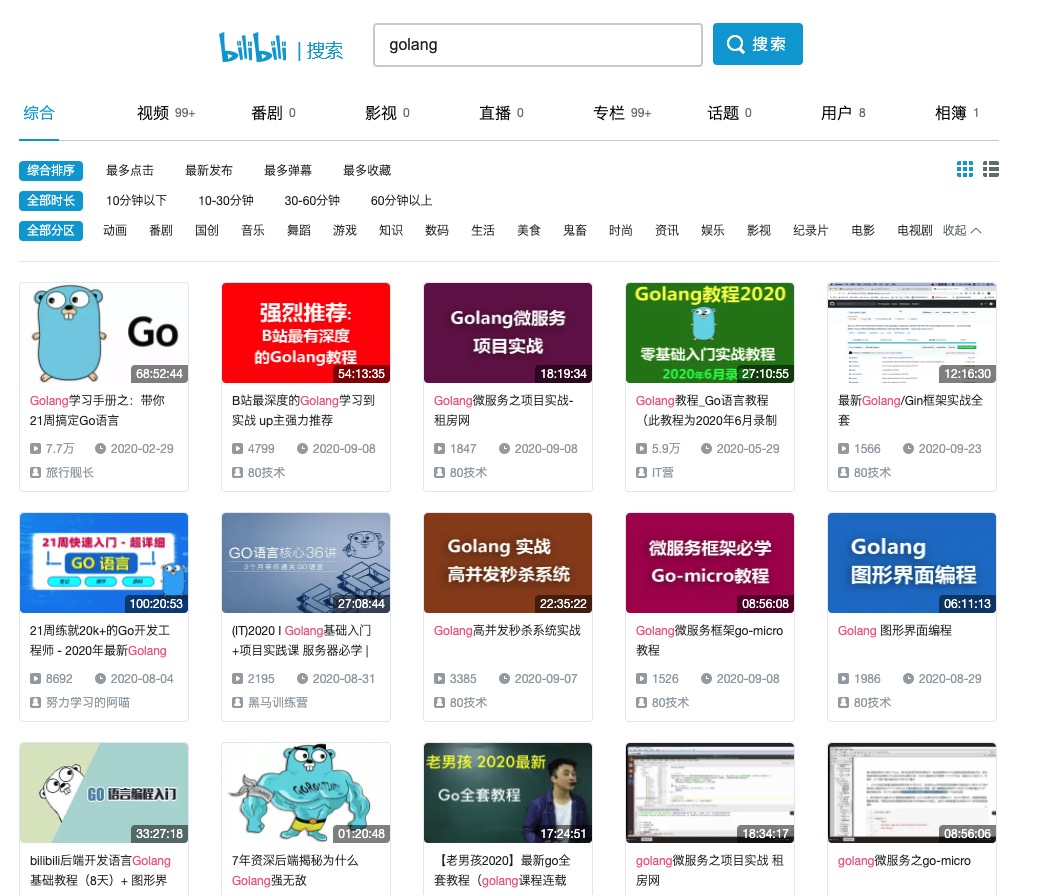 bilibili | 搜索
golang
搜索
综合
视频 99+
番剧 0
影视 0
直播 0
专栏 99+
话题 0
用户 8
相簿 1
综合排序 最多点击 最新发布 最多弹幕 最多收藏
全部时长 10分钟以下 10-30分钟 30-60分钟 60分钟以上
全部分区 动画 番剧 国创 音乐 舞蹈 游戏 知识 数码 生活 美食 鬼畜 时尚 资讯 娱乐 影视 纪录片 电影 电视剧 收起
Go
68:52:44
Golang学习手册之：带你
21周搞定Go语言
7.7万 2020-02-29
旅行舰长
强烈推荐:
B站最有深度
的Golang教程
54:13:35
B站最深度的Golang学习到
实战 up主强力推荐
4799 2020-09-08
80技术
Golang微服务
项目实战
18:19:34
Golang微服务之项目实战-
租房网
1847 2020-09-08
80技术
Golang教程2020
零基础入门实战教程
2020年6月录
27:10:55
Golang教程_Go语言教程
（此教程为2020年6月录制
5.9万 2020-05-29
IT营
12:16:30
最新Golang/Gin框架实战全
套
1566 2020-09-23
80技术
21周快速入门 - 超详细
GO 语言
100:20:53
21周练就20k+的Go开发工
程师 - 2020年最新Golang
8692 2020-08-04
努力学习的阿喵
GO语言核心36讲
3个月带你通关GO语言
27:08:44
(IT)2020 I Golang基础入门
+项目实践课 服务器必学 |
2195 2020-08-31
黑马训练营
Golang 实战
高并发秒杀系统
22:35:22
Golang高并发秒杀系统实战
3385 2020-09-07
80技术
微服务框架必学
Go-micro教程
08:56:08
Golang微服务框架go-micro
教程
1526 2020-09-08
80技术
Golang
图形界面编程
06:11:13
Golang 图形界面编程
1986 2020-08-29
80技术
GO 语言编程入门
33:27:18
bilibili后端开发语言Golang
基础教程（8天）+ 图形界
GOROUTINE
01:20:48
7年资深后端揭秘为什么
Golang强无敌
老男孩 2020最新
Go全套教程
17:24:51
【老男孩2020】最新go全
套教程（golang课程连载
18:34:17
golang微服务之项目实战 租
房网
08:56:06
golang微服务之go-micro